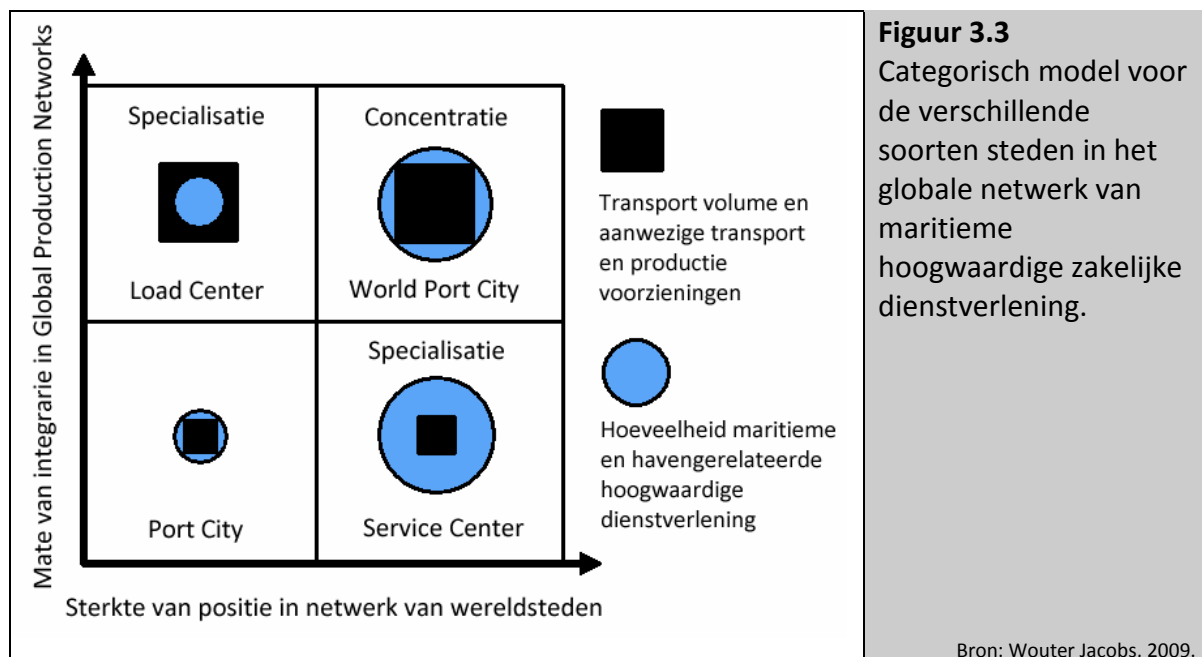 Mate van integrarie in Global Production Networks
Specialisatie
Load Center
Concentratie
World Port City
Port City
Specialisatie
Service Center
Sterkte van positie in netwerk van wereldsteden
Transport volume en
aanwezige transport
en productie
voorzieningen
Hoeveelheid maritieme
en havengerelateerde
hoogwaardige
dienstverlening
Figuur 3.3
Categorisch model voor
de verschillende
soorten steden in het
globale netwerk van
maritieme
hoogwaardige zakelijke
dienstverlening.
Bron: Wouter Jacobs. 2009.